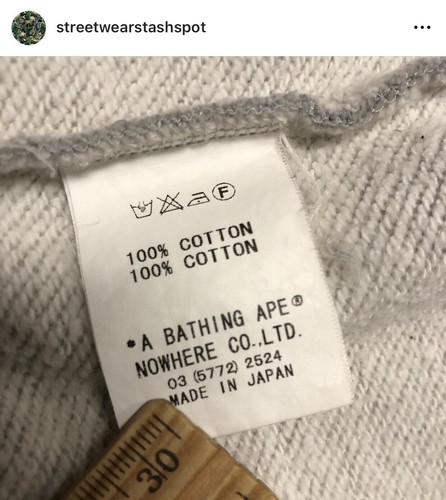 streetwearstashspot
F
100% COTTON
100% COTTON
*A BATHING APE®
NOWHERE CO.,LTD.
03 (5772) 2524
MADE IN JAPAN
30